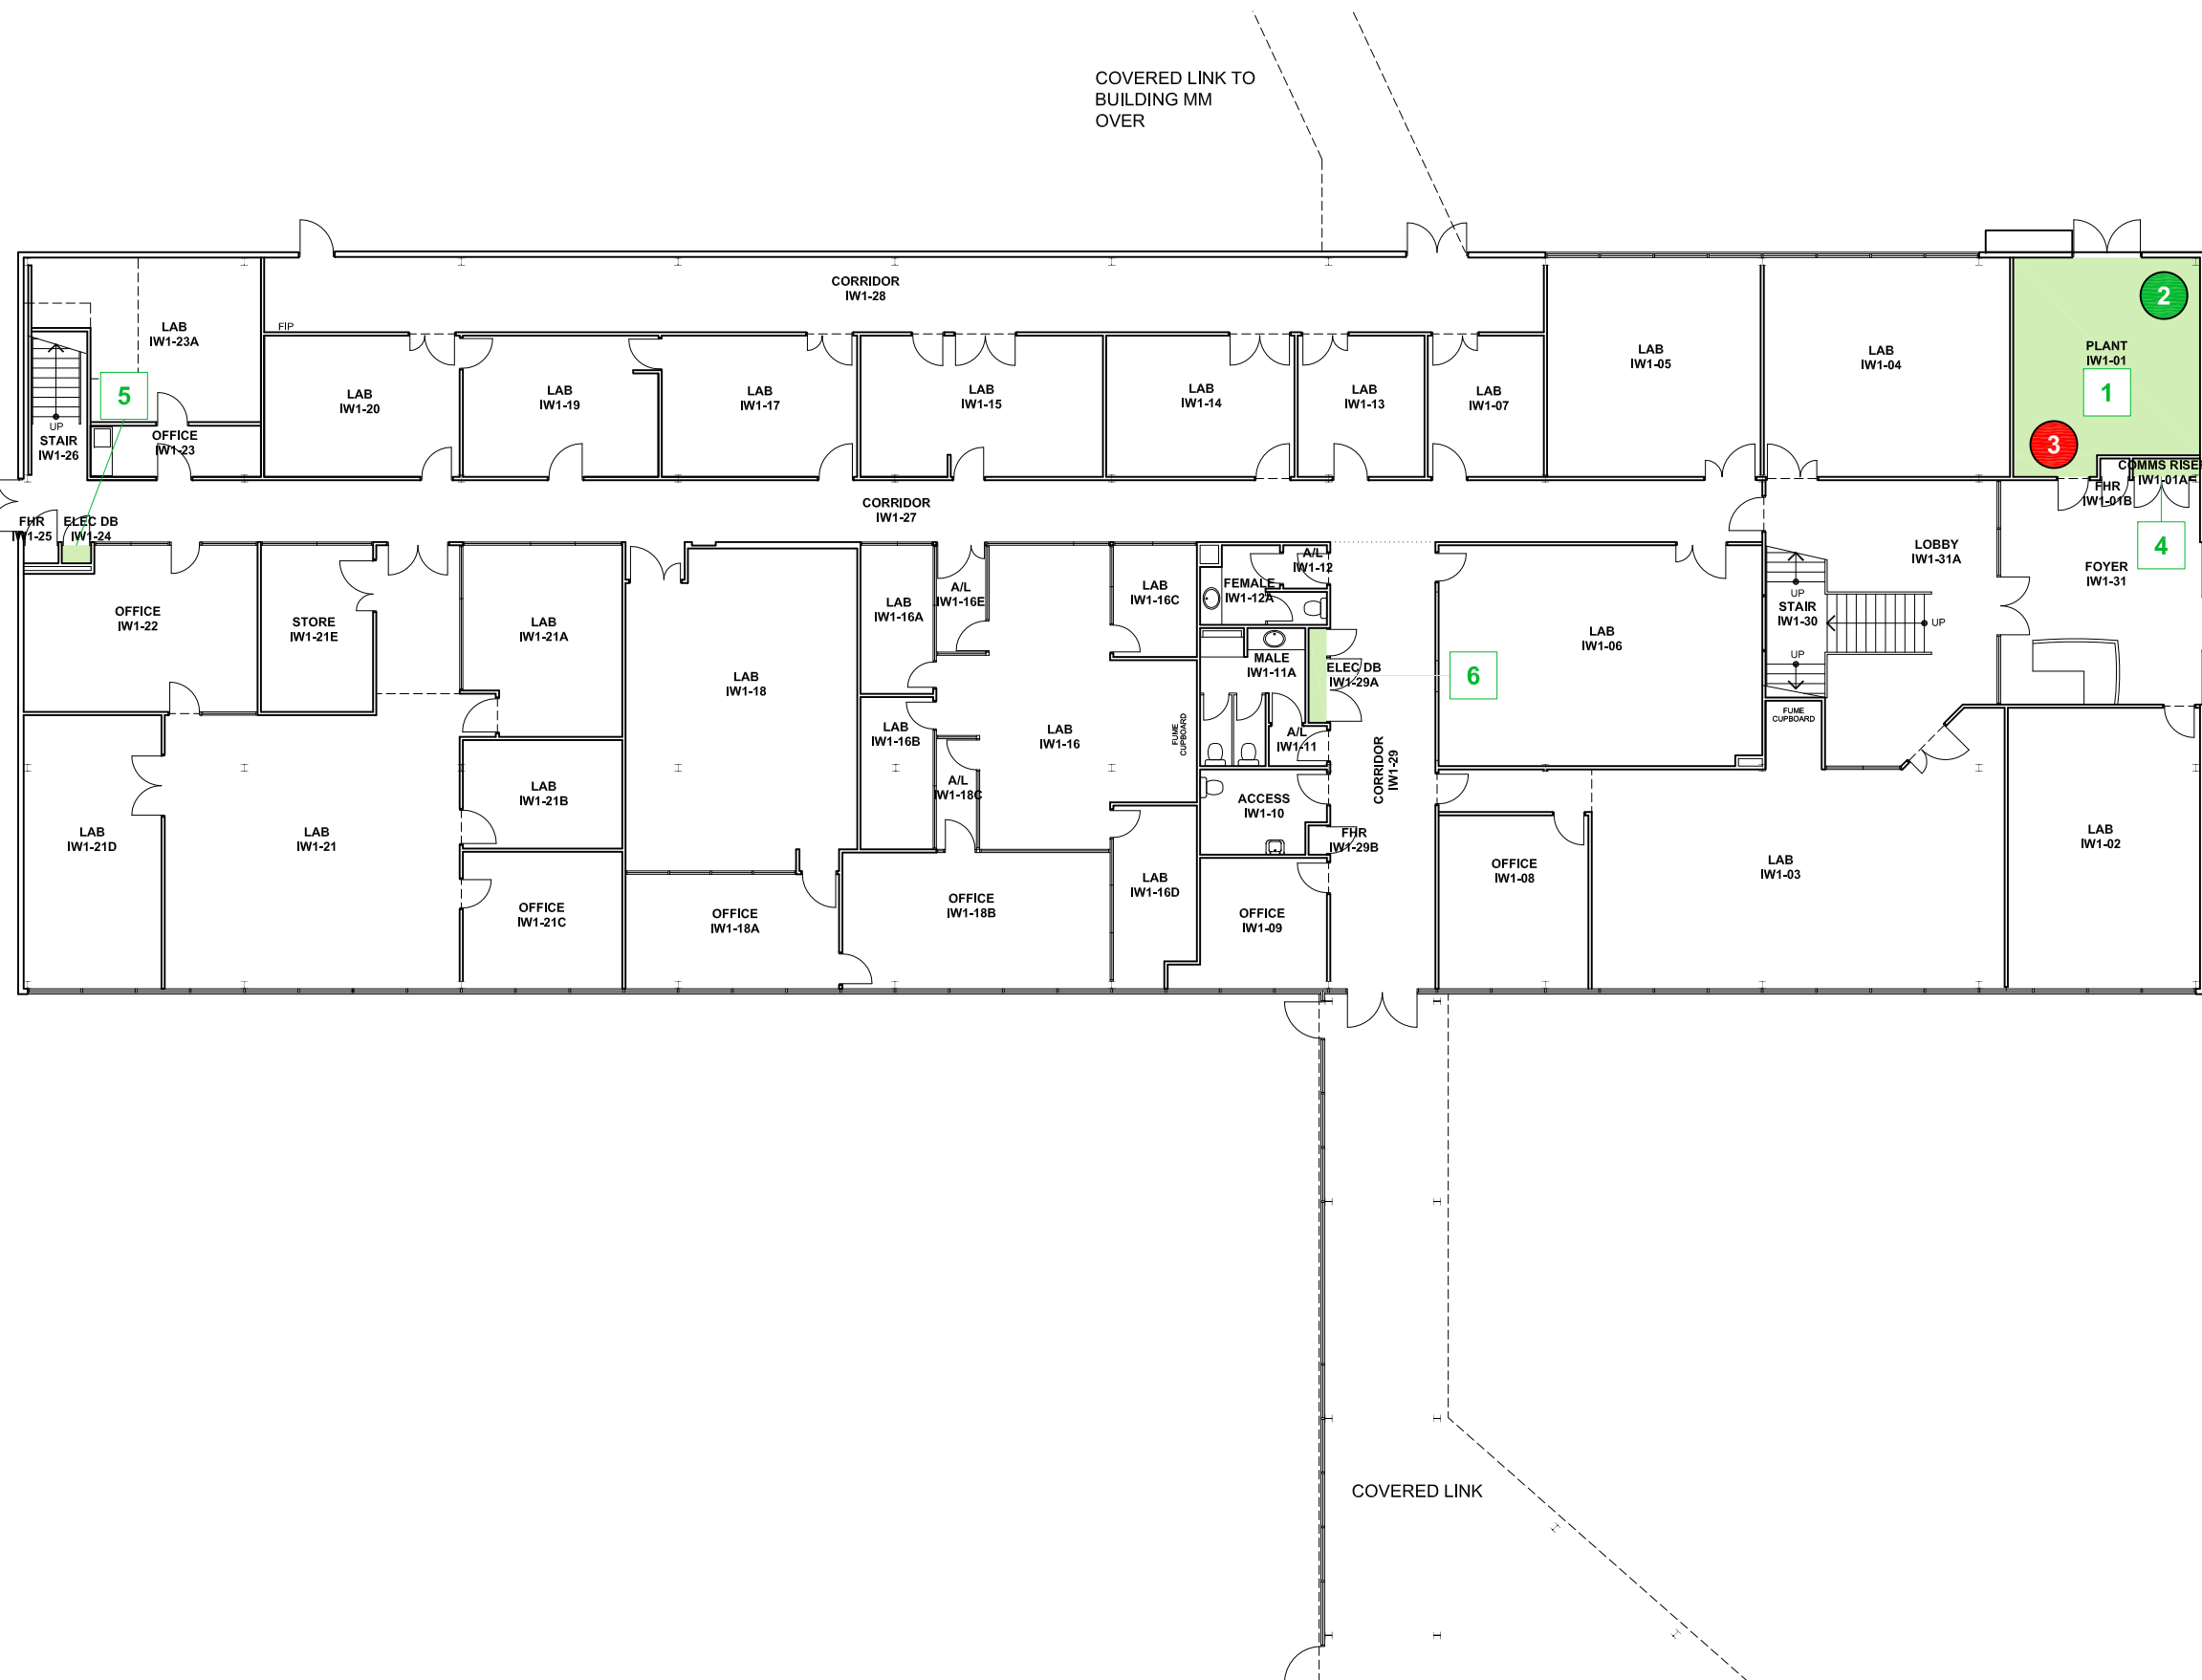 COVERED LINK TO
BUILDING MM
OVER
CORRIDOR
IW1-28
FIP
LAB
IW1-23A
5
UP
STAIR
IW1-26
OFFICE
IW1-23
LAB
IW1-20
LAB
IW1-19
LAB
IW1-17
LAB
IW1-15
LAB
IW1-14
LAB
IW1-13
LAB
IW1-07
LAB
IW1-05
LAB
IW1-04
2
PLANT
IW1-01
1
3
COMMS RISER
IW1-01A
FHR
IW1-01B
4
CORRIDOR
IW1-27
FHR
IW1-25
ELEC DB
IW1-24
OFFICE
IW1-22
STORE
IW1-21E
LAB
IW1-21A
LAB
IW1-18
LAB
IW1-16A
A/L
IW1-16E
LAB
IW1-16C
A/L
IW1-12
FEMALE
IW1-12A
MALE
IW1-11A
ELEC DB
IW1-29A
6
LAB
IW1-06
UP
STAIR
IW1-30
UP
UP
LOBBY
IW1-31A
FOYER
IW1-31
FUME
CUPBOARD
LAB
IW1-16B
LAB
IW1-16
FUME
CUPBOARD
A/L
IW1-11
CORRIDOR
IW1-29
A/L
IW1-18C
ACCESS
IW1-10
FHR
IW1-29B
LAB
IW1-21D
LAB
IW1-21
LAB
IW1-21B
OFFICE
IW1-21C
OFFICE
IW1-18A
OFFICE
IW1-18B
LAB
IW1-16D
OFFICE
IW1-09
OFFICE
IW1-08
LAB
IW1-03
LAB
IW1-02
COVERED LINK